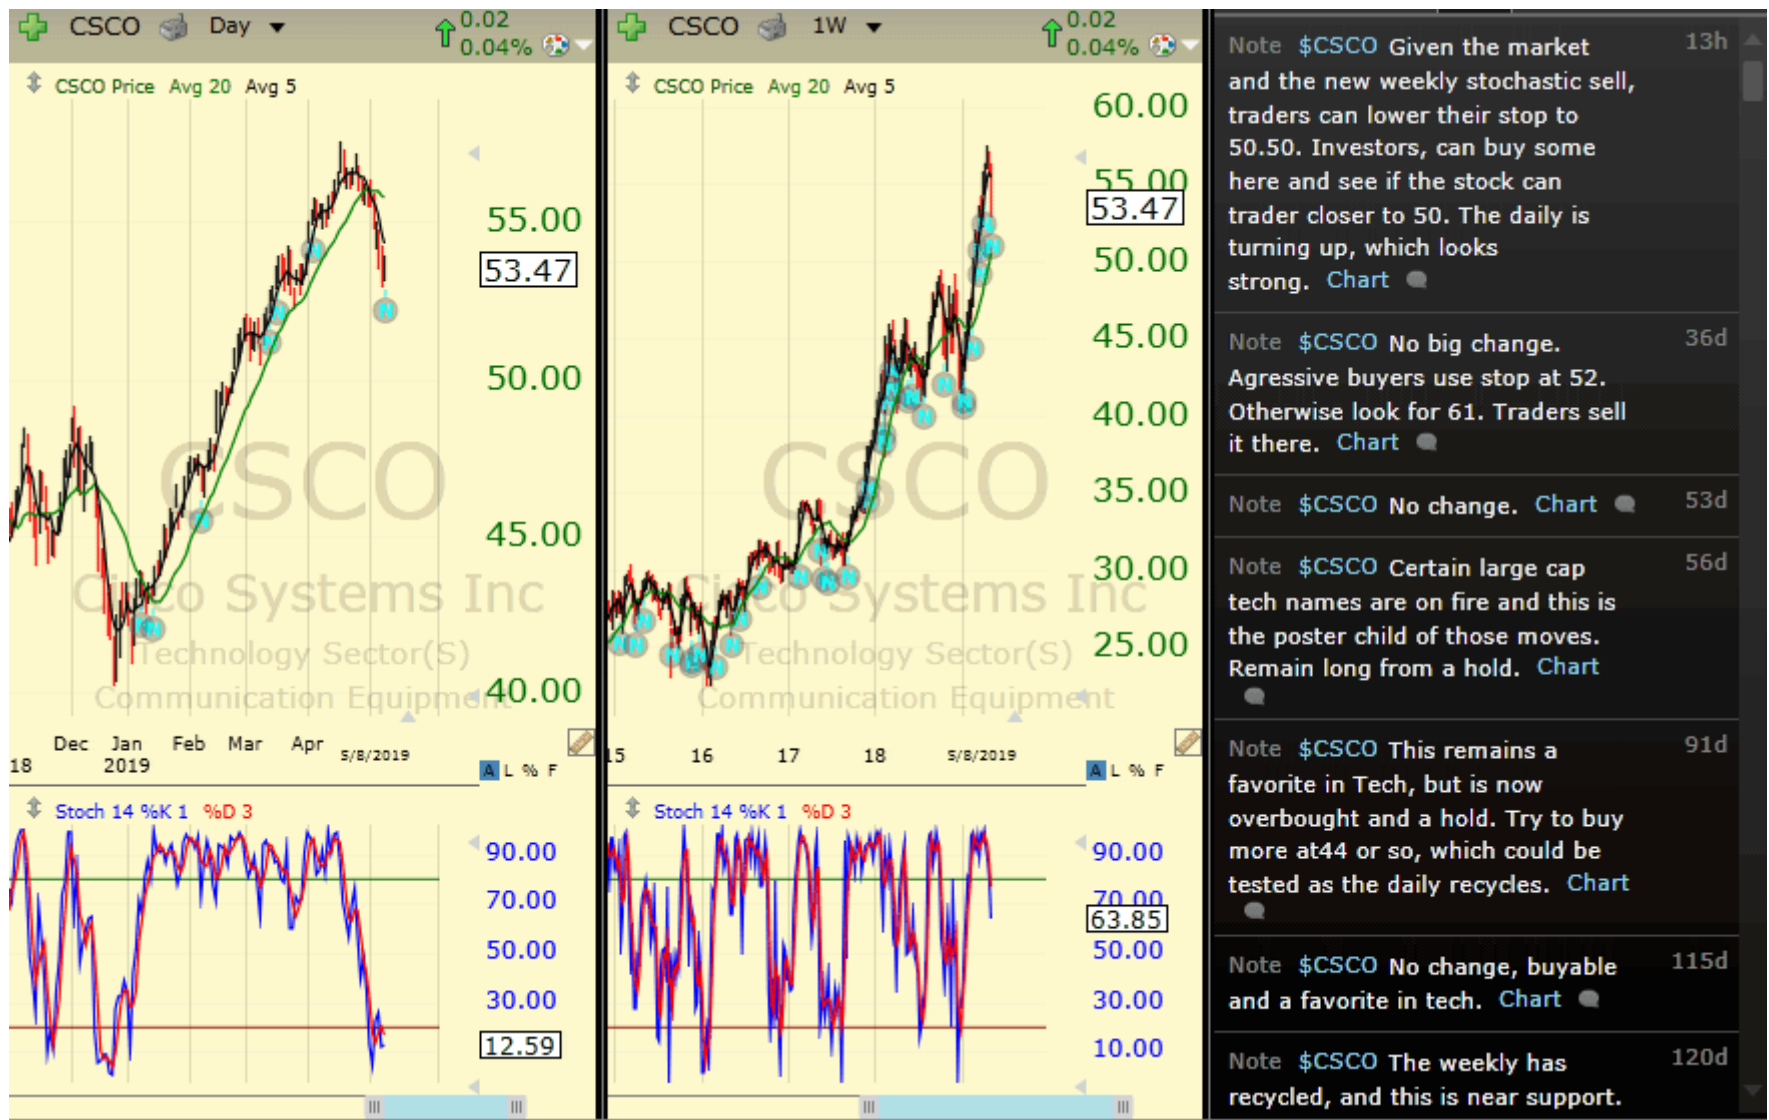 CSCO Day 0.02
0.04%
CSCO Price Avg 20 Avg 5
55.00
53.47
50.00
45.00
40.00
CSCO
Cisco Systems Inc
Technology Sector(S)
Communication Equipment
N
N
N
N
N
N
N
Dec Jan Feb Mar Apr 5/8/2019
18 2019
A L % F
Stoch 14 %K 1 %D 3
90.00
70.00
50.00
30.00
12.59
CSCO 1W 0.02
0.04%
CSCO Price Avg 20 Avg 5
60.00
55.00
53.47
50.00
45.00
40.00
35.00
30.00
25.00
CSCO
Cisco Systems Inc
Technology Sector(S)
Communication Equipment
15 16 17 18 5/8/2019
A L % F
Stoch 14 %K 1 %D 3
90.00
70.00
63.85
50.00
30.00
10.00
Note $CSCO Given the market 13h
and the new weekly stochastic sell,
traders can lower their stop to
50.50. Investors, can buy some
here and see if the stock can
trader closer to 50. The daily is
turning up, which looks
strong. Chart
Note $CSCO No big change. 36d
Agressive buyers use stop at 52.
Otherwise look for 61. Traders sell
it there. Chart
Note $CSCO No change. Chart 53d
Note $CSCO Certain large cap 56d
tech names are on fire and this is
the poster child of those moves.
Remain long from a hold. Chart
Note $CSCO This remains a 91d
favorite in Tech, but is now
overbought and a hold. Try to buy
more at44 or so, which could be
tested as the daily recycles. Chart
Note $CSCO No change, buyable 115d
and a favorite in tech. Chart
Note $CSCO The weekly has 120d
recycled, and this is near support.